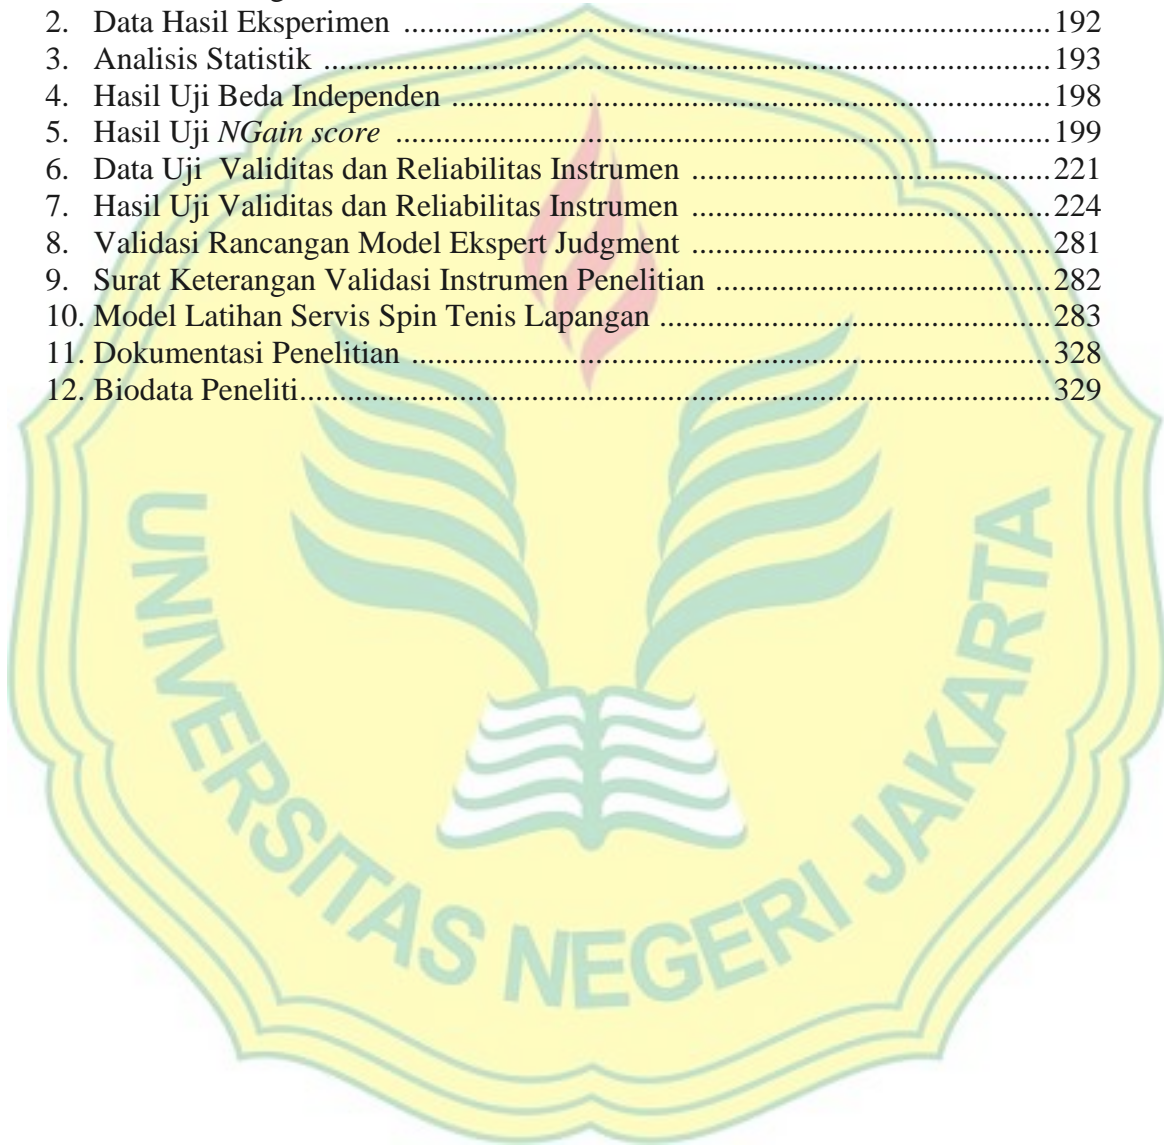 2. Data Hasil Eksperimen ................................................................................192
3. Analisis Statistik ...........................................................................................193
4. Hasil Uji Beda Independen ...........................................................................198
5. Hasil Uji NGain score ..................................................................................199
6. Data Uji  Validitas dan Reliabilitas Instrumen .............................................221
7. Hasil Uji Validitas dan Reliabilitas Instrumen .............................................224
8. Validasi Rancangan Model Ekspert Judgment .............................................281
9. Surat Keterangan Validasi Instrumen Penelitian ..........................................282
10. Model Latihan Servis Spin Tenis Lapangan .................................................283
11. Dokumentasi Penelitian ................................................................................328
12. Biodata Peneliti..............................................................................................329
UNIVERSITAS NEGERI JAKARTA